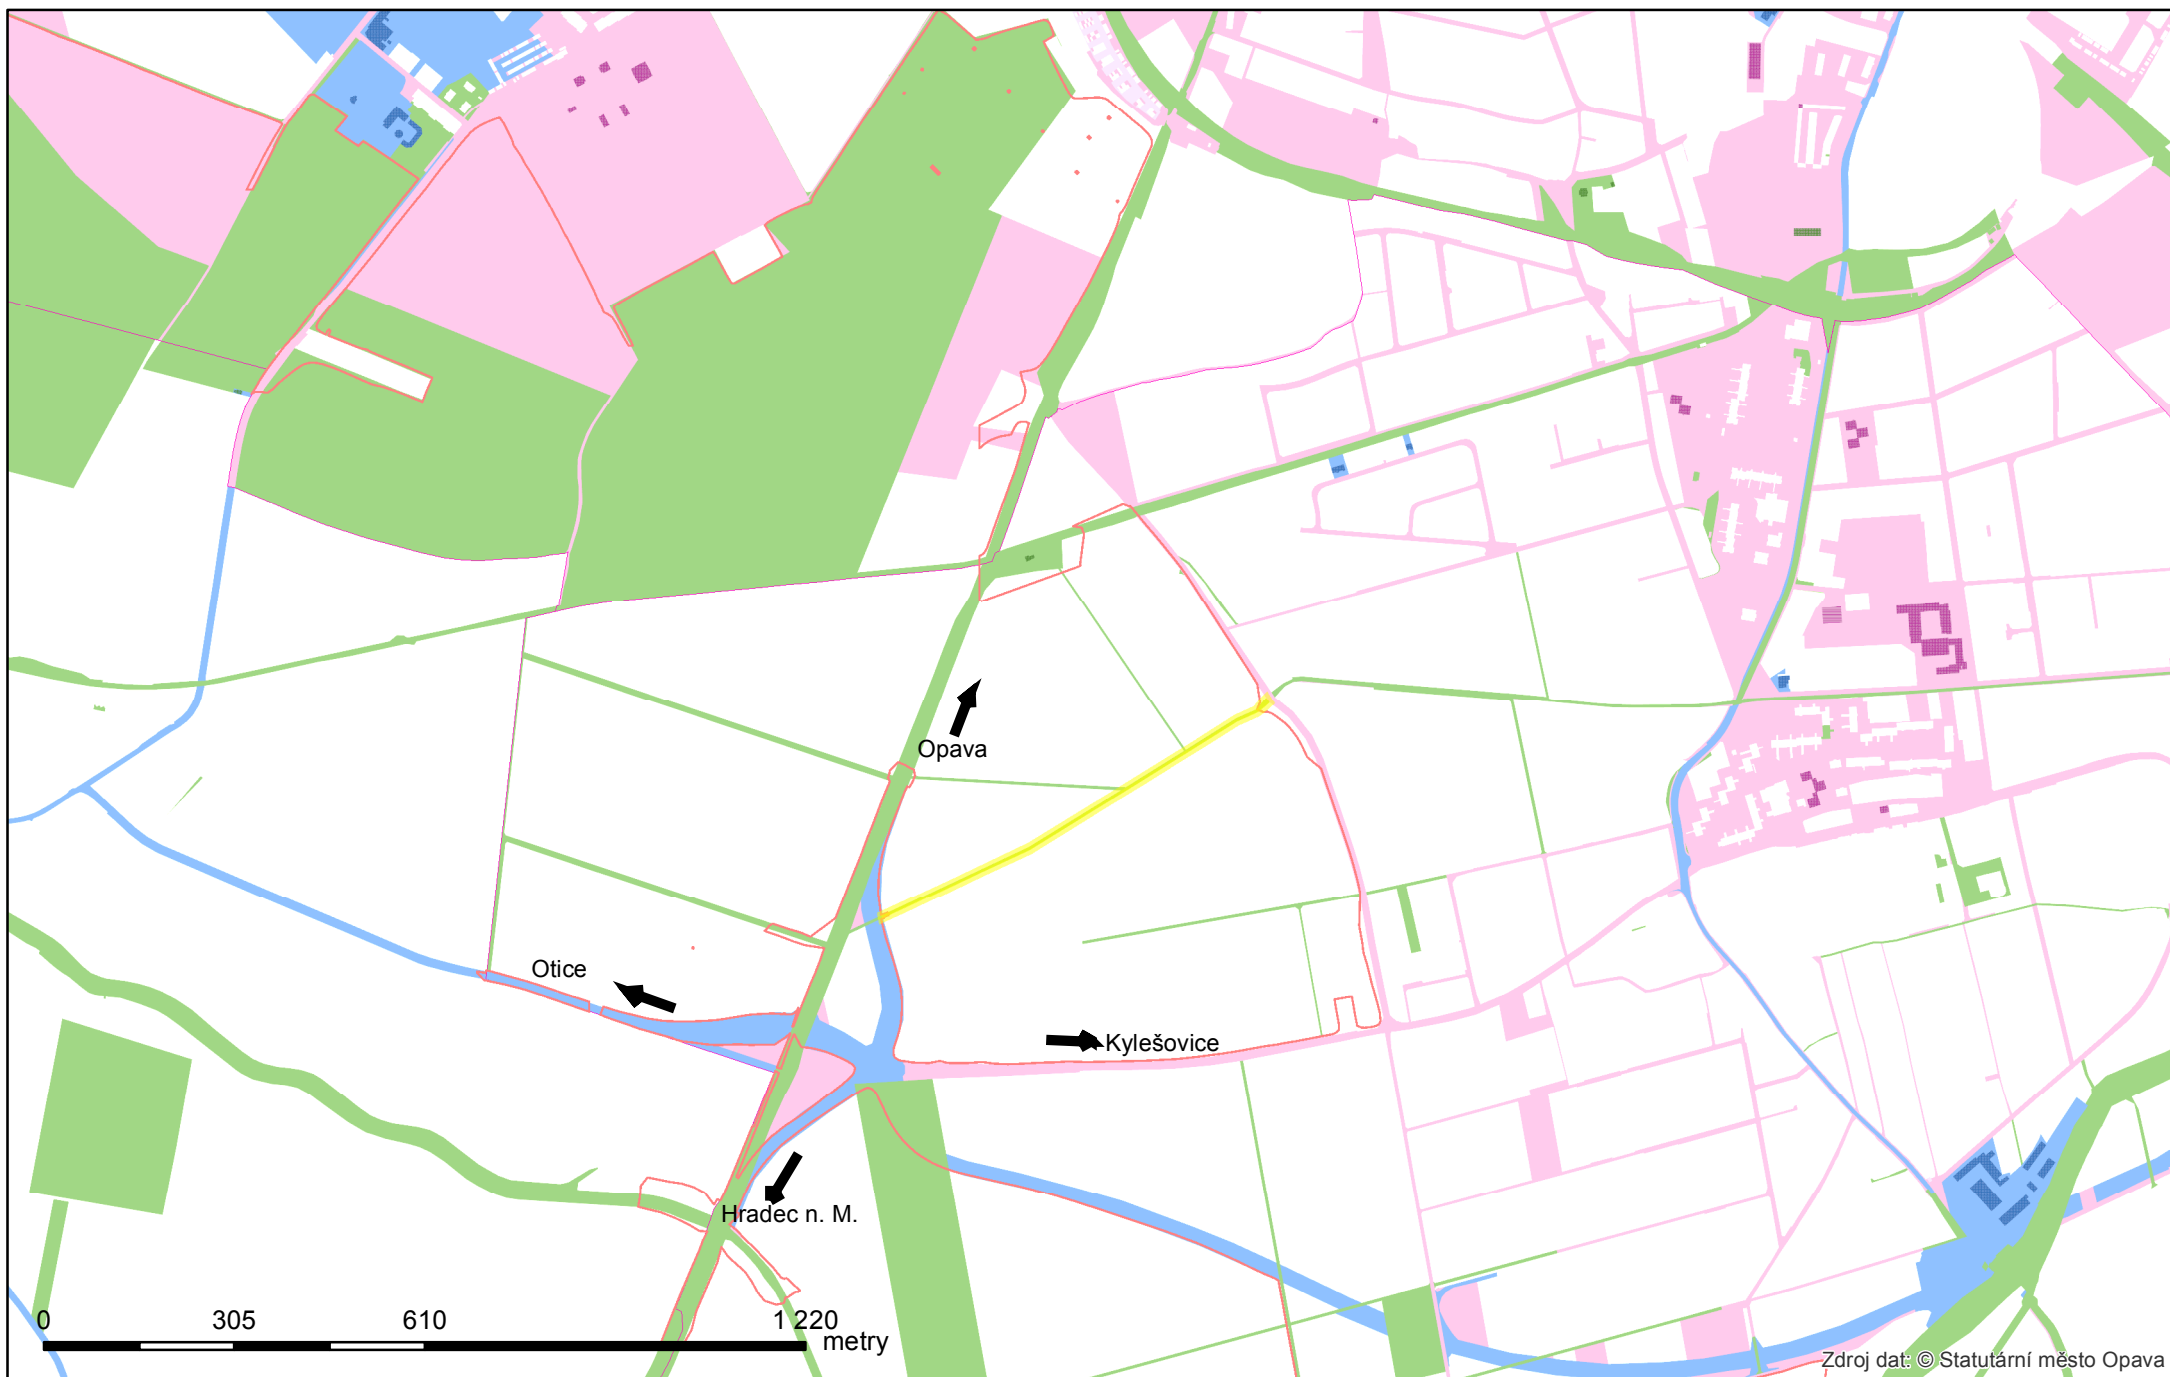 Opava
Otice
Kylešovice
Hradec n. M.
0 305 610 1 220
metry
Zdroj dat: © Statutární město Opava